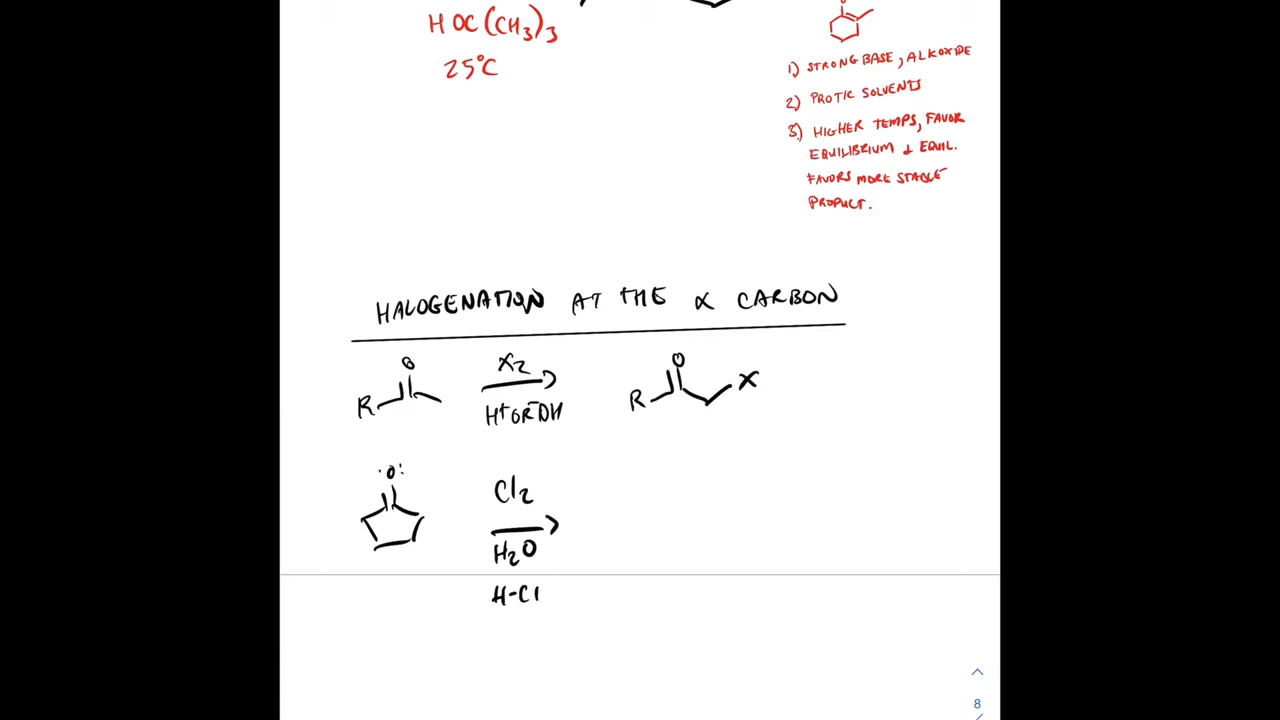 HOC(CH3)3
25°C
1) STRONG BASE, ALKOXIDE
2) PROTIC SOLVENTS
3) HIGHER TEMPS, FAVOR
EQUILIBRIUM & EQUIL.
FAVORS MORE STABLE
PRODUCT.
HALOGENATION AT THE α CARBON
O
R
X2
H+ OR -OH
O
R
X
:O:
Cl2
H2O
H-Cl
8